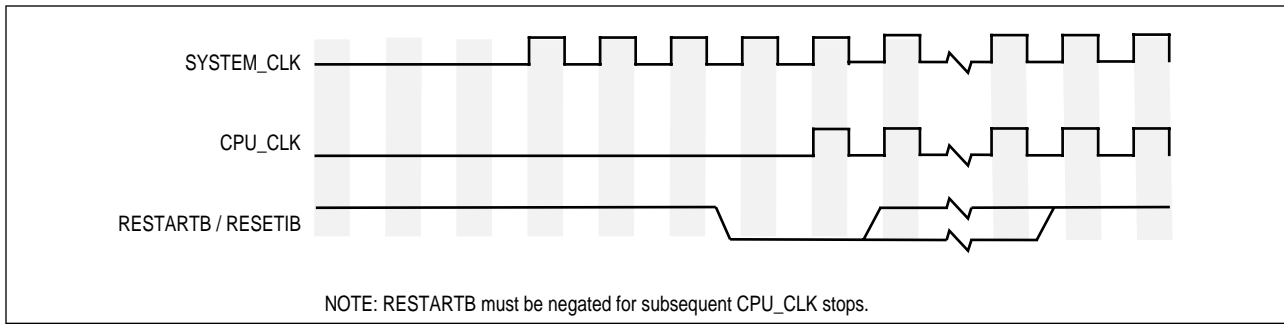 SYSTEM_CLK
CPU_CLK
RESTARTB / RESETIB
NOTE: RESTARTB must be negated for subsequent CPU_CLK stops.